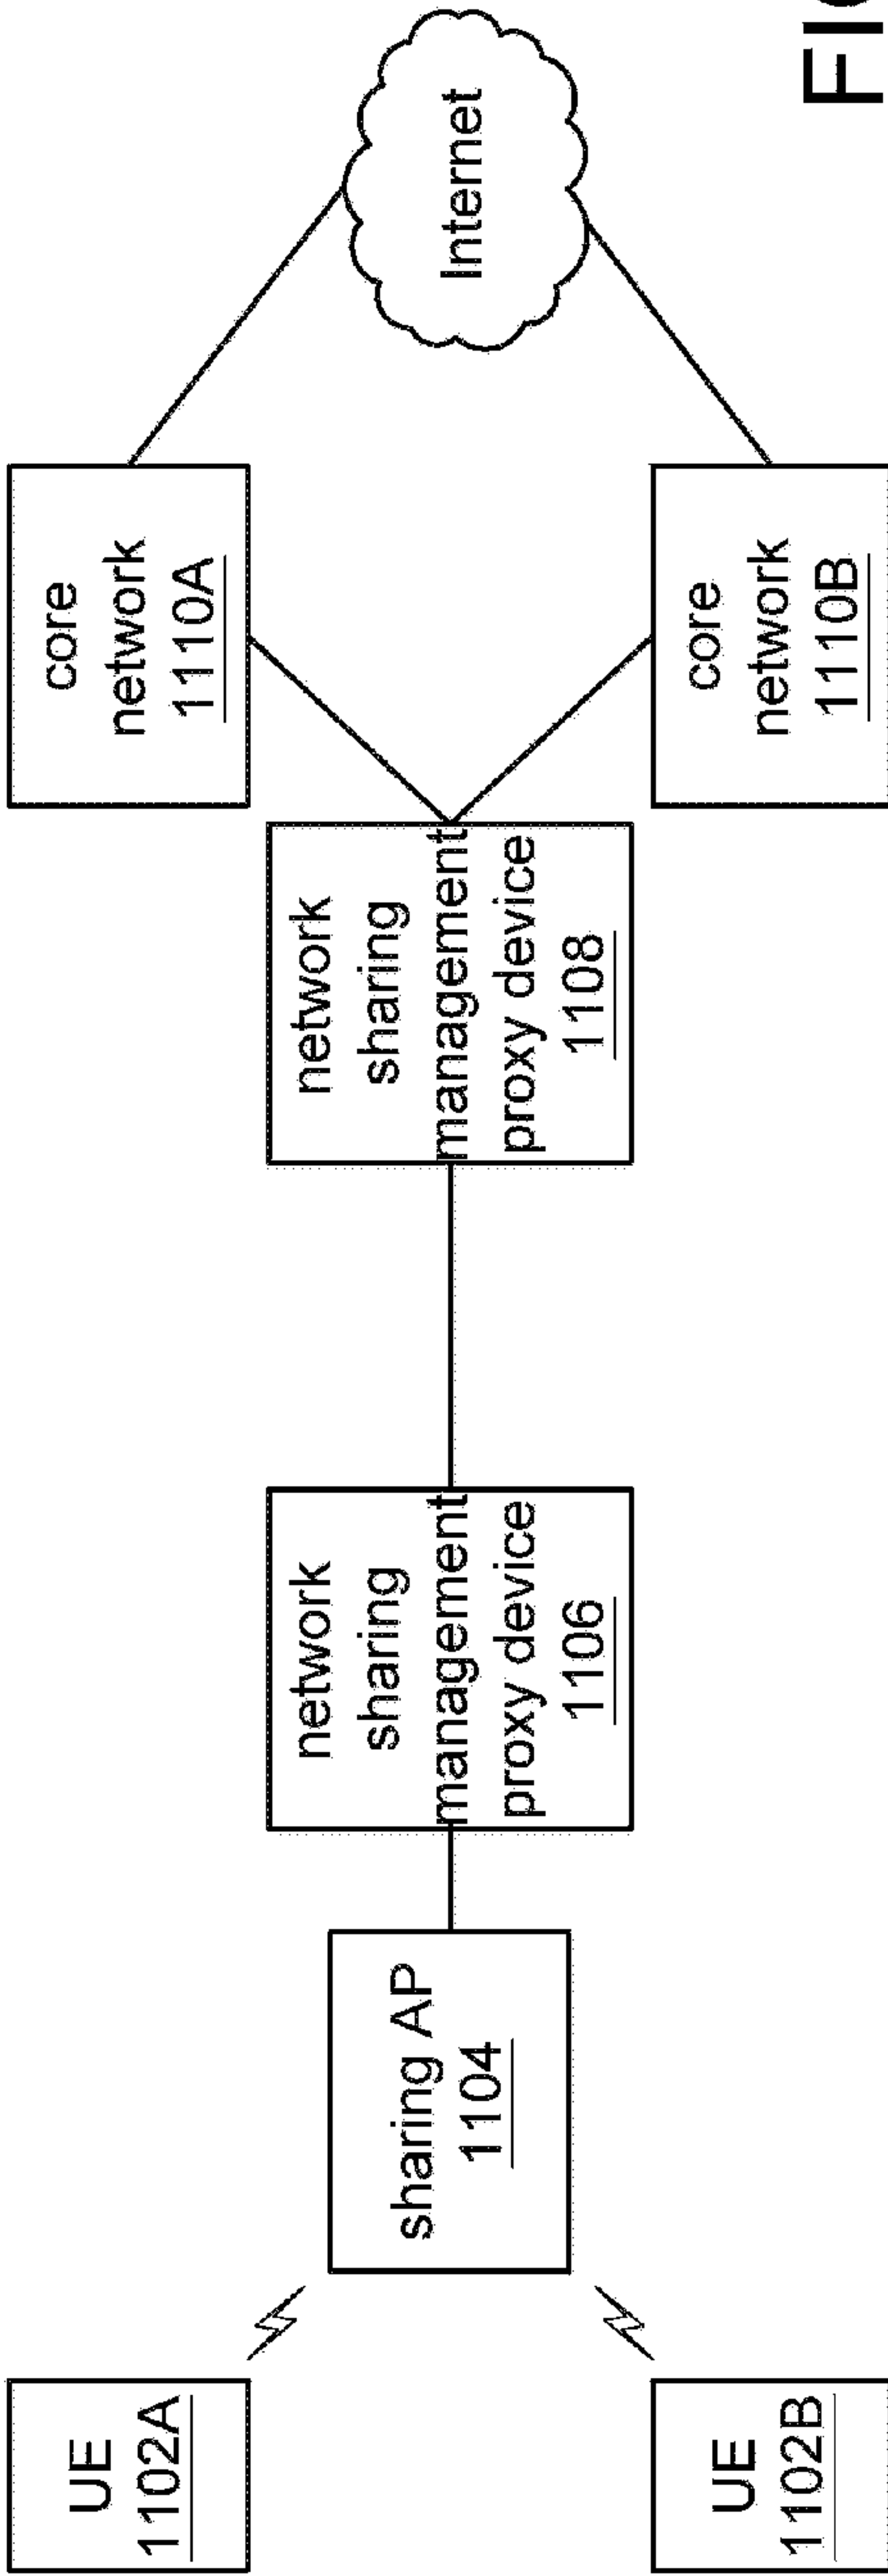 UE
1102A
UE
1102B
sharing AP
1104
network
sharing
management
proxy device
1106
network
sharing
management
proxy device
1108
core
network
1110A
core
network
1110B
Internet